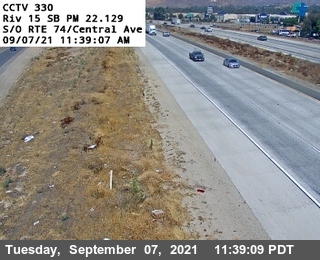 CCTV 330
Riv 15 SB PM 22.129
S/O RTE 74/Central Ave
09/07/21 11:39:07 AM
Tuesday, September 07, 2021 11:39:09 PDT